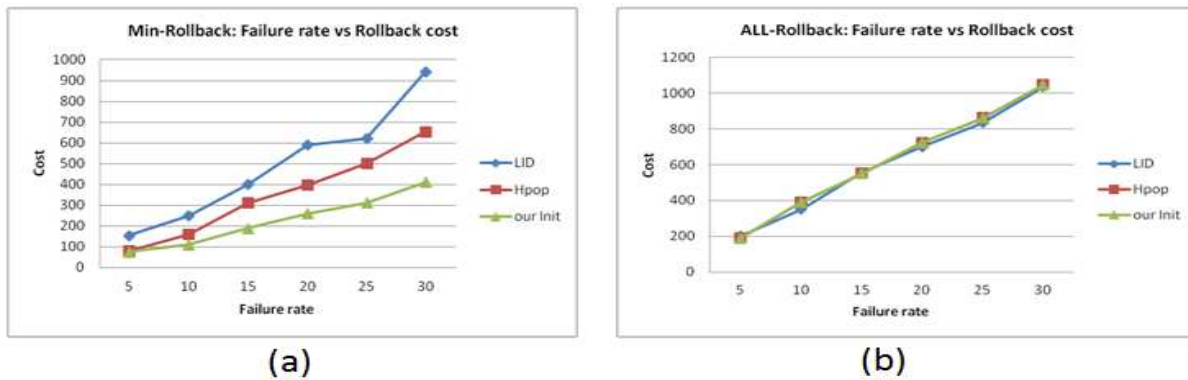 Min-Rollback: Failure rate vs Rollback cost
1000
900
800
700
600
500
400
300
200
100
0
Cost
5 10 15 20 25 30
Failure rate
LID
Hpop
our Init
(a)
ALL-Rollback: Failure rate vs Rollback cost
1200
1000
800
600
400
200
0
Cost
5 10 15 20 25 30
Failure rate
LID
Hpop
our Init
(b)